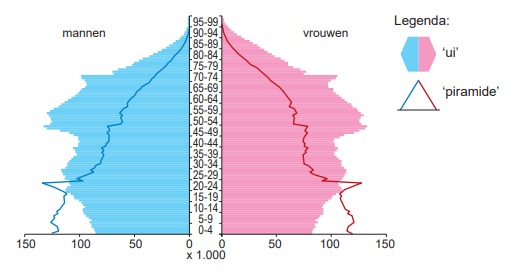 mannen
vrouwen
Legenda:
'ui'
'piramide'
95-99
90-94
85-89
80-84
75-79
70-74
65-69
60-64
55-59
50-54
45-49
40-44
35-39
30-34
25-29
20-24
15-19
10-14
5-9
0-4
150 100 50 0 0 50 100 150
x 1.000